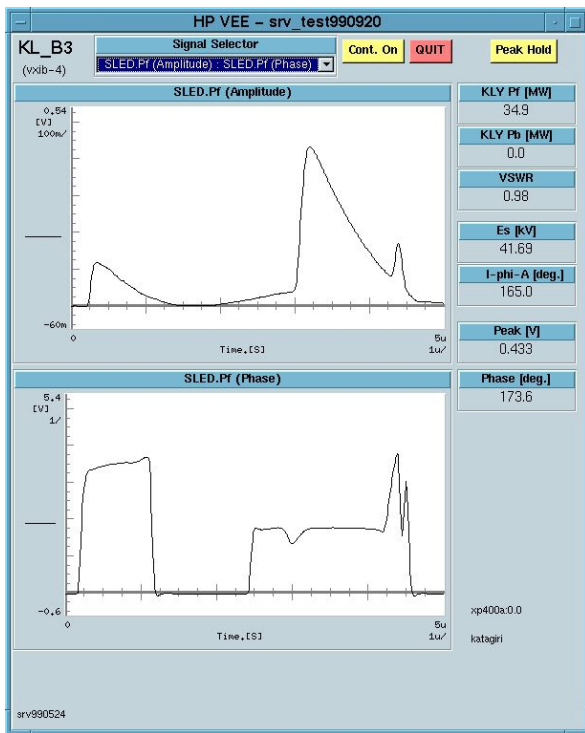 HP VEE – srv_test990920
KL_B3
(vxib-4)
Signal Selector
SLED.Pf (Amplitude) : SLED.Pf (Phase)
Cont. On
QUIT
Peak Hold
SLED.Pf (Amplitude)
0.54
[V]
100m/
-60m
0
Time.[S]
5u
1u/
KLY Pf [MW]
34.9
KLY Pb [MW]
0.0
VSWR
0.98
Es [kV]
41.69
I-phi-A [deg.]
165.0
Peak [V]
0.433
SLED.Pf (Phase)
5.4
[V]
1/
-0.6
0
Time.[S]
5u
1u/
Phase [deg.]
173.6
xp400a:0.0
katagiri
srv990524